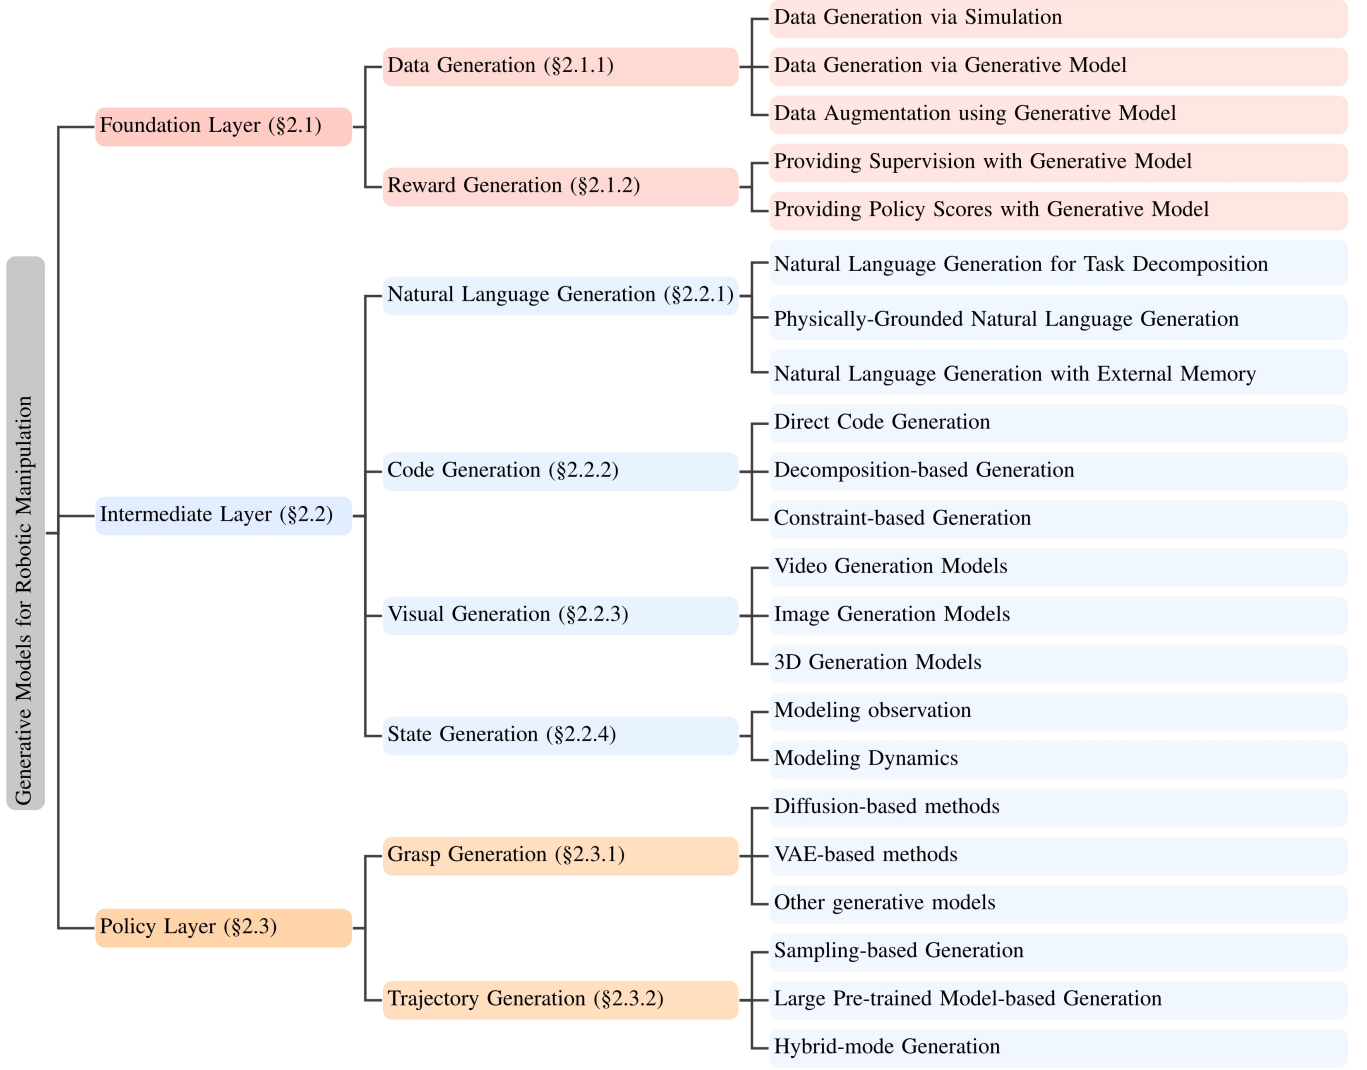 Generative Models for Robotic Manipulation
Foundation Layer (§2.1)
Data Generation (§2.1.1)
Data Generation via Simulation
Data Generation via Generative Model
Data Augmentation using Generative Model
Reward Generation (§2.1.2)
Providing Supervision with Generative Model
Providing Policy Scores with Generative Model
Intermediate Layer (§2.2)
Natural Language Generation (§2.2.1)
Natural Language Generation for Task Decomposition
Physically-Grounded Natural Language Generation
Natural Language Generation with External Memory
Code Generation (§2.2.2)
Direct Code Generation
Decomposition-based Generation
Constraint-based Generation
Visual Generation (§2.2.3)
Video Generation Models
Image Generation Models
3D Generation Models
State Generation (§2.2.4)
Modeling observation
Modeling Dynamics
Policy Layer (§2.3)
Grasp Generation (§2.3.1)
Diffusion-based methods
VAE-based methods
Other generative models
Trajectory Generation (§2.3.2)
Sampling-based Generation
Large Pre-trained Model-based Generation
Hybrid-mode Generation